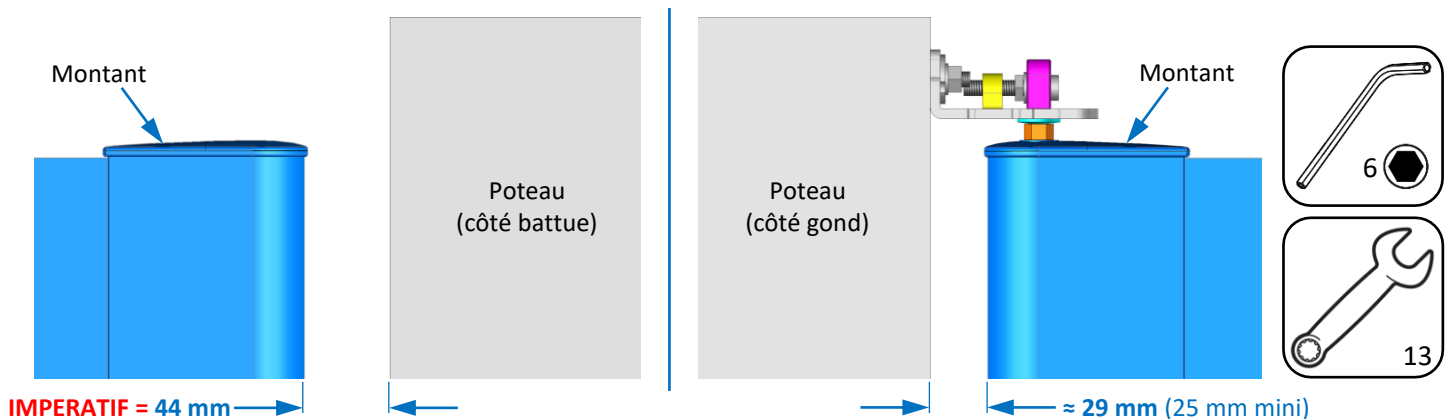 Montant
Poteau
(côté battue)
IMPERATIF = 44 mm
Poteau
(côté gond)
Montant
≈ 29 mm (25 mm mini)
6
13